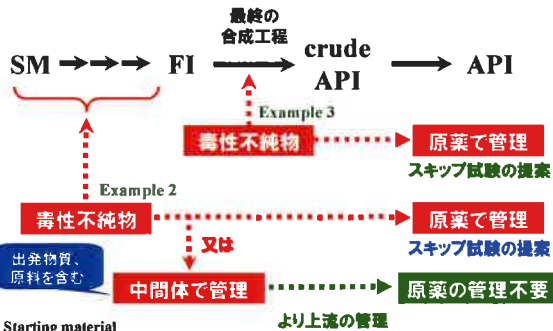 最終の
合成工程
SM
FI
crude
API
API
Example 3
毒性不純物
原薬で管理
スキップ試験の提案
Example 2
毒性不純物
原薬で管理
スキップ試験の提案
又は
出発物質、
原料を含む
中間体で管理
原薬の管理不要
より上流の管理
Starting material